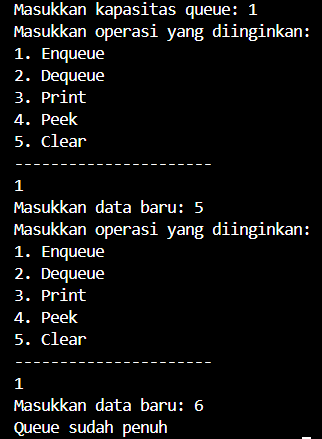 Masukkan kapasitas queue: 1
Masukkan operasi yang diinginkan:
1. Enqueue
2. Dequeue
3. Print
4. Peek
5. Clear
----------------------
1
Masukkan data baru: 5
Masukkan operasi yang diinginkan:
1. Enqueue
2. Dequeue
3. Print
4. Peek
5. Clear
----------------------
1
Masukkan data baru: 6
Queue sudah penuh